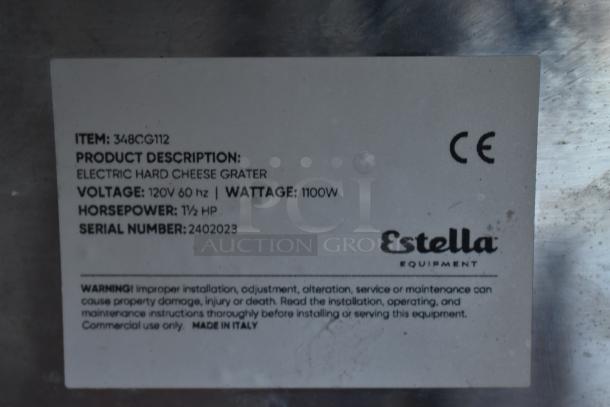 ITEM: 348CG112
PRODUCT DESCRIPTION:
ELECTRIC HARD CHEESE GRATER
VOLTAGE: 120V 60 hz | WATTAGE: 1100W
HORSEPOWER: 1½ HP
SERIAL NUMBER: 2402023
CE
PCI
AUCTION GROUP
Estella
EQUIPMENT
WARNING! Improper installation, adjustment, alteration, service or maintenance can
cause property damage, injury or death. Read the installation, operating, and
maintenance instructions thoroughly before installing or serving this equipment.
Commercial use only. MADE IN ITALY